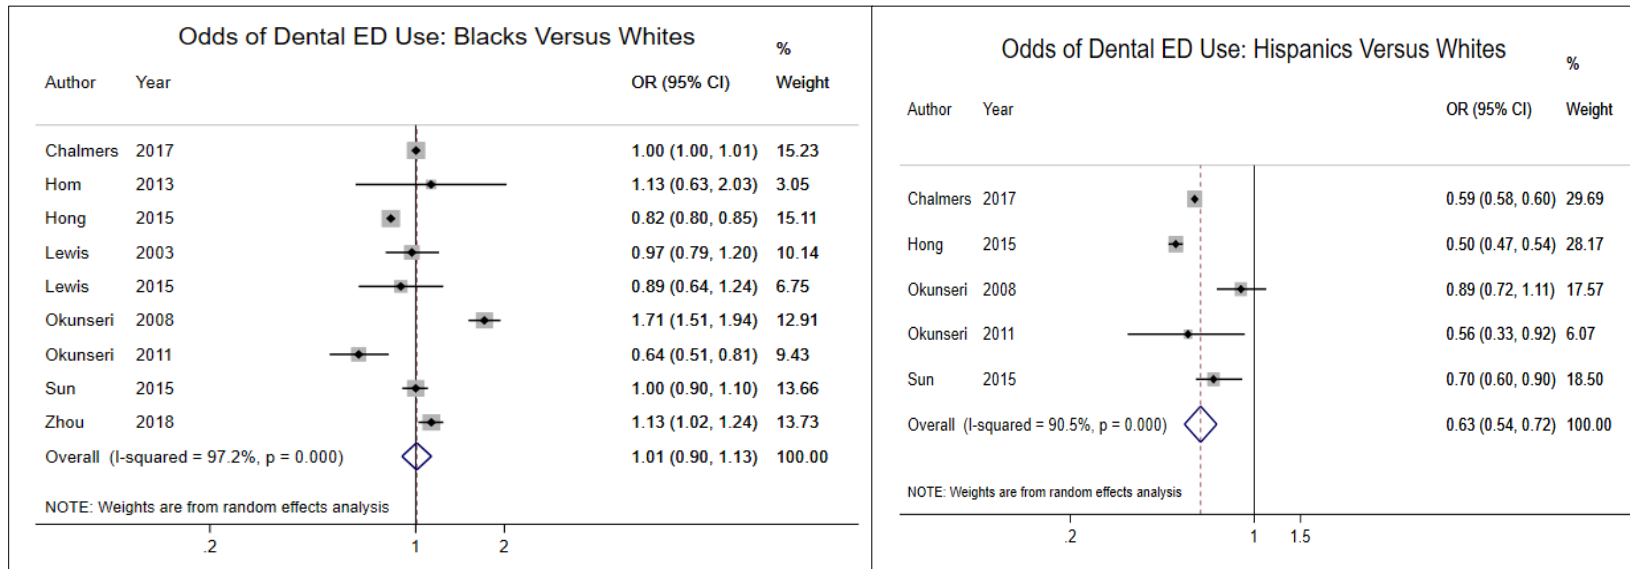 Odds of Dental ED Use: Blacks Versus Whites
%
Author Year OR (95% CI) Weight
Chalmers 2017 1.00 (1.00, 1.01) 15.23
Hom 2013 1.13 (0.63, 2.03) 3.05
Hong 2015 0.82 (0.80, 0.85) 15.11
Lewis 2003 0.97 (0.79, 1.20) 10.14
Lewis 2015 0.89 (0.64, 1.24) 6.75
Okunseri 2008 1.71 (1.51, 1.94) 12.91
Okunseri 2011 0.64 (0.51, 0.81) 9.43
Sun 2015 1.00 (0.90, 1.10) 13.66
Zhou 2018 1.13 (1.02, 1.24) 13.73
Overall (I-squared = 97.2%, p = 0.000) 1.01 (0.90, 1.13) 100.00
NOTE: Weights are from random effects analysis
.2 1 2
Odds of Dental ED Use: Hispanics Versus Whites
%
Author Year OR (95% CI) Weight
Chalmers 2017 0.59 (0.58, 0.60) 29.69
Hong 2015 0.50 (0.47, 0.54) 28.17
Okunseri 2008 0.89 (0.72, 1.11) 17.57
Okunseri 2011 0.56 (0.33, 0.92) 6.07
Sun 2015 0.70 (0.60, 0.90) 18.50
Overall (I-squared = 90.5%, p = 0.000) 0.63 (0.54, 0.72) 100.00
NOTE: Weights are from random effects analysis
.2 1 1.5